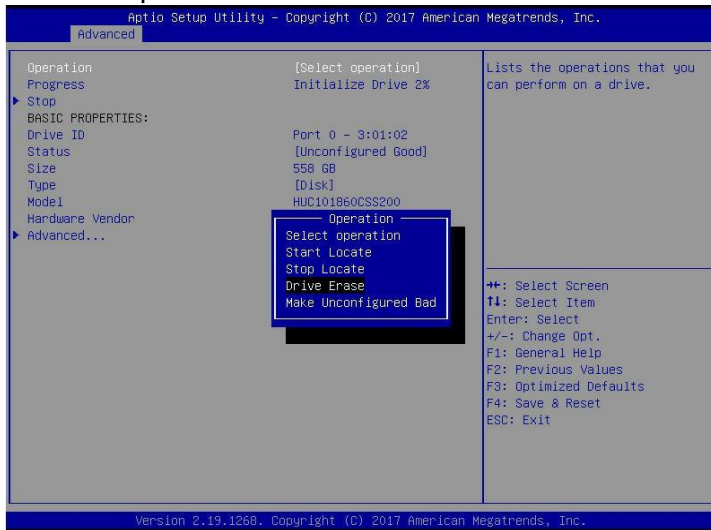 Aptio Setup Utility – Copyright (C) 2017 American Megatrends, Inc.
Advanced
Operation [Select operation]
Progress Initialize Drive 2%
Stop
BASIC PROPERTIES:
Drive ID Port 0 - 3:01:02
Status [Unconfigured Good]
Size 558 GB
Type [Disk]
Model HUC101860CSS200
Hardware Vendor
Advanced...
Operation
Select operation
Start Locate
Stop Locate
Drive Erase
Make Unconfigured Bad
Lists the operations that you
can perform on a drive.
→←: Select Screen
↑↓: Select Item
Enter: Select
+/-: Change Opt.
F1: General Help
F2: Previous Values
F3: Optimized Defaults
F4: Save & Reset
ESC: Exit
Version 2.19.1268. Copyright (C) 2017 American Megatrends, Inc.